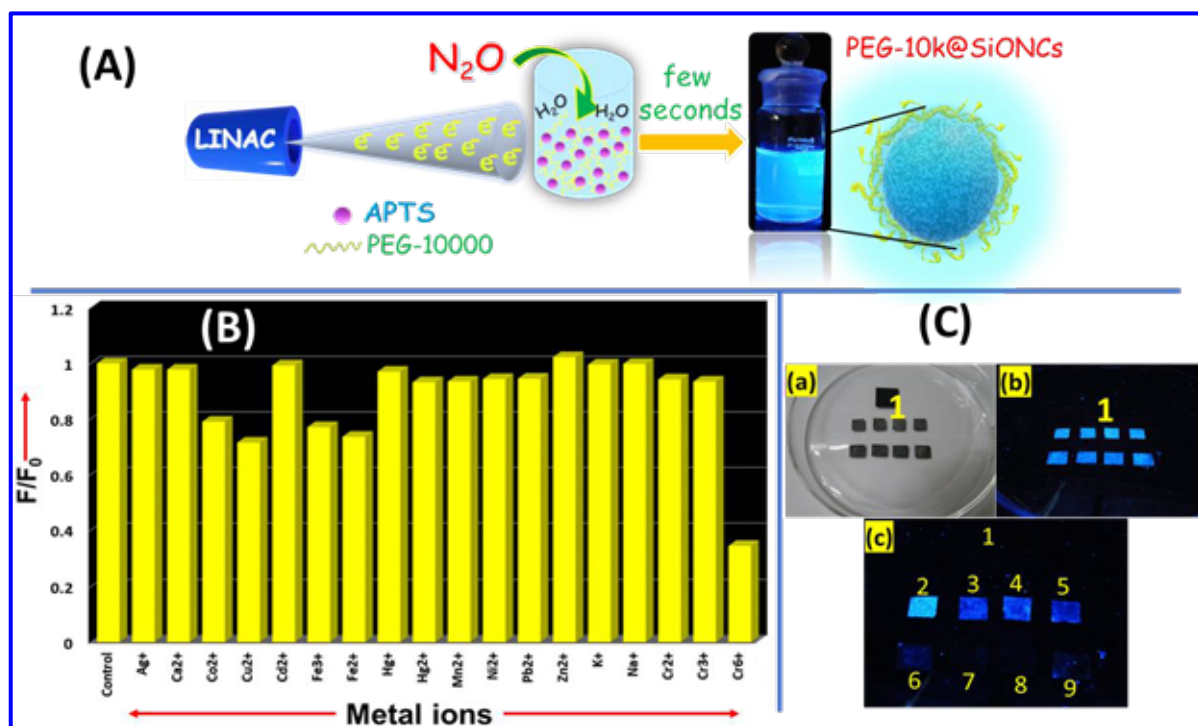 (A)
N₂O
few
seconds
PEG-10k@SiONCs
LINAC
e⁻ e⁻ e⁻ e⁻ e⁻ e⁻ e⁻ e⁻ e⁻ e⁻ e⁻
H₂O H₂O
APTS
PEG-10000
(B)
F/F₀
1.2
1
0.8
0.6
0.4
0.2
0
Control Ag+ Ca2+ Co2+ Cu2+ Cd2+ Fe3+ Fe2+ Hg+ Hg2+ Mn2+ Ni2+ Pb2+ Zn2+ K+ Na+ Cr2+ Cr3+ Cr6+
Metal ions
(C)
(a)
1
(b)
1
(c)
1
2 3 4 5
6 7 8 9